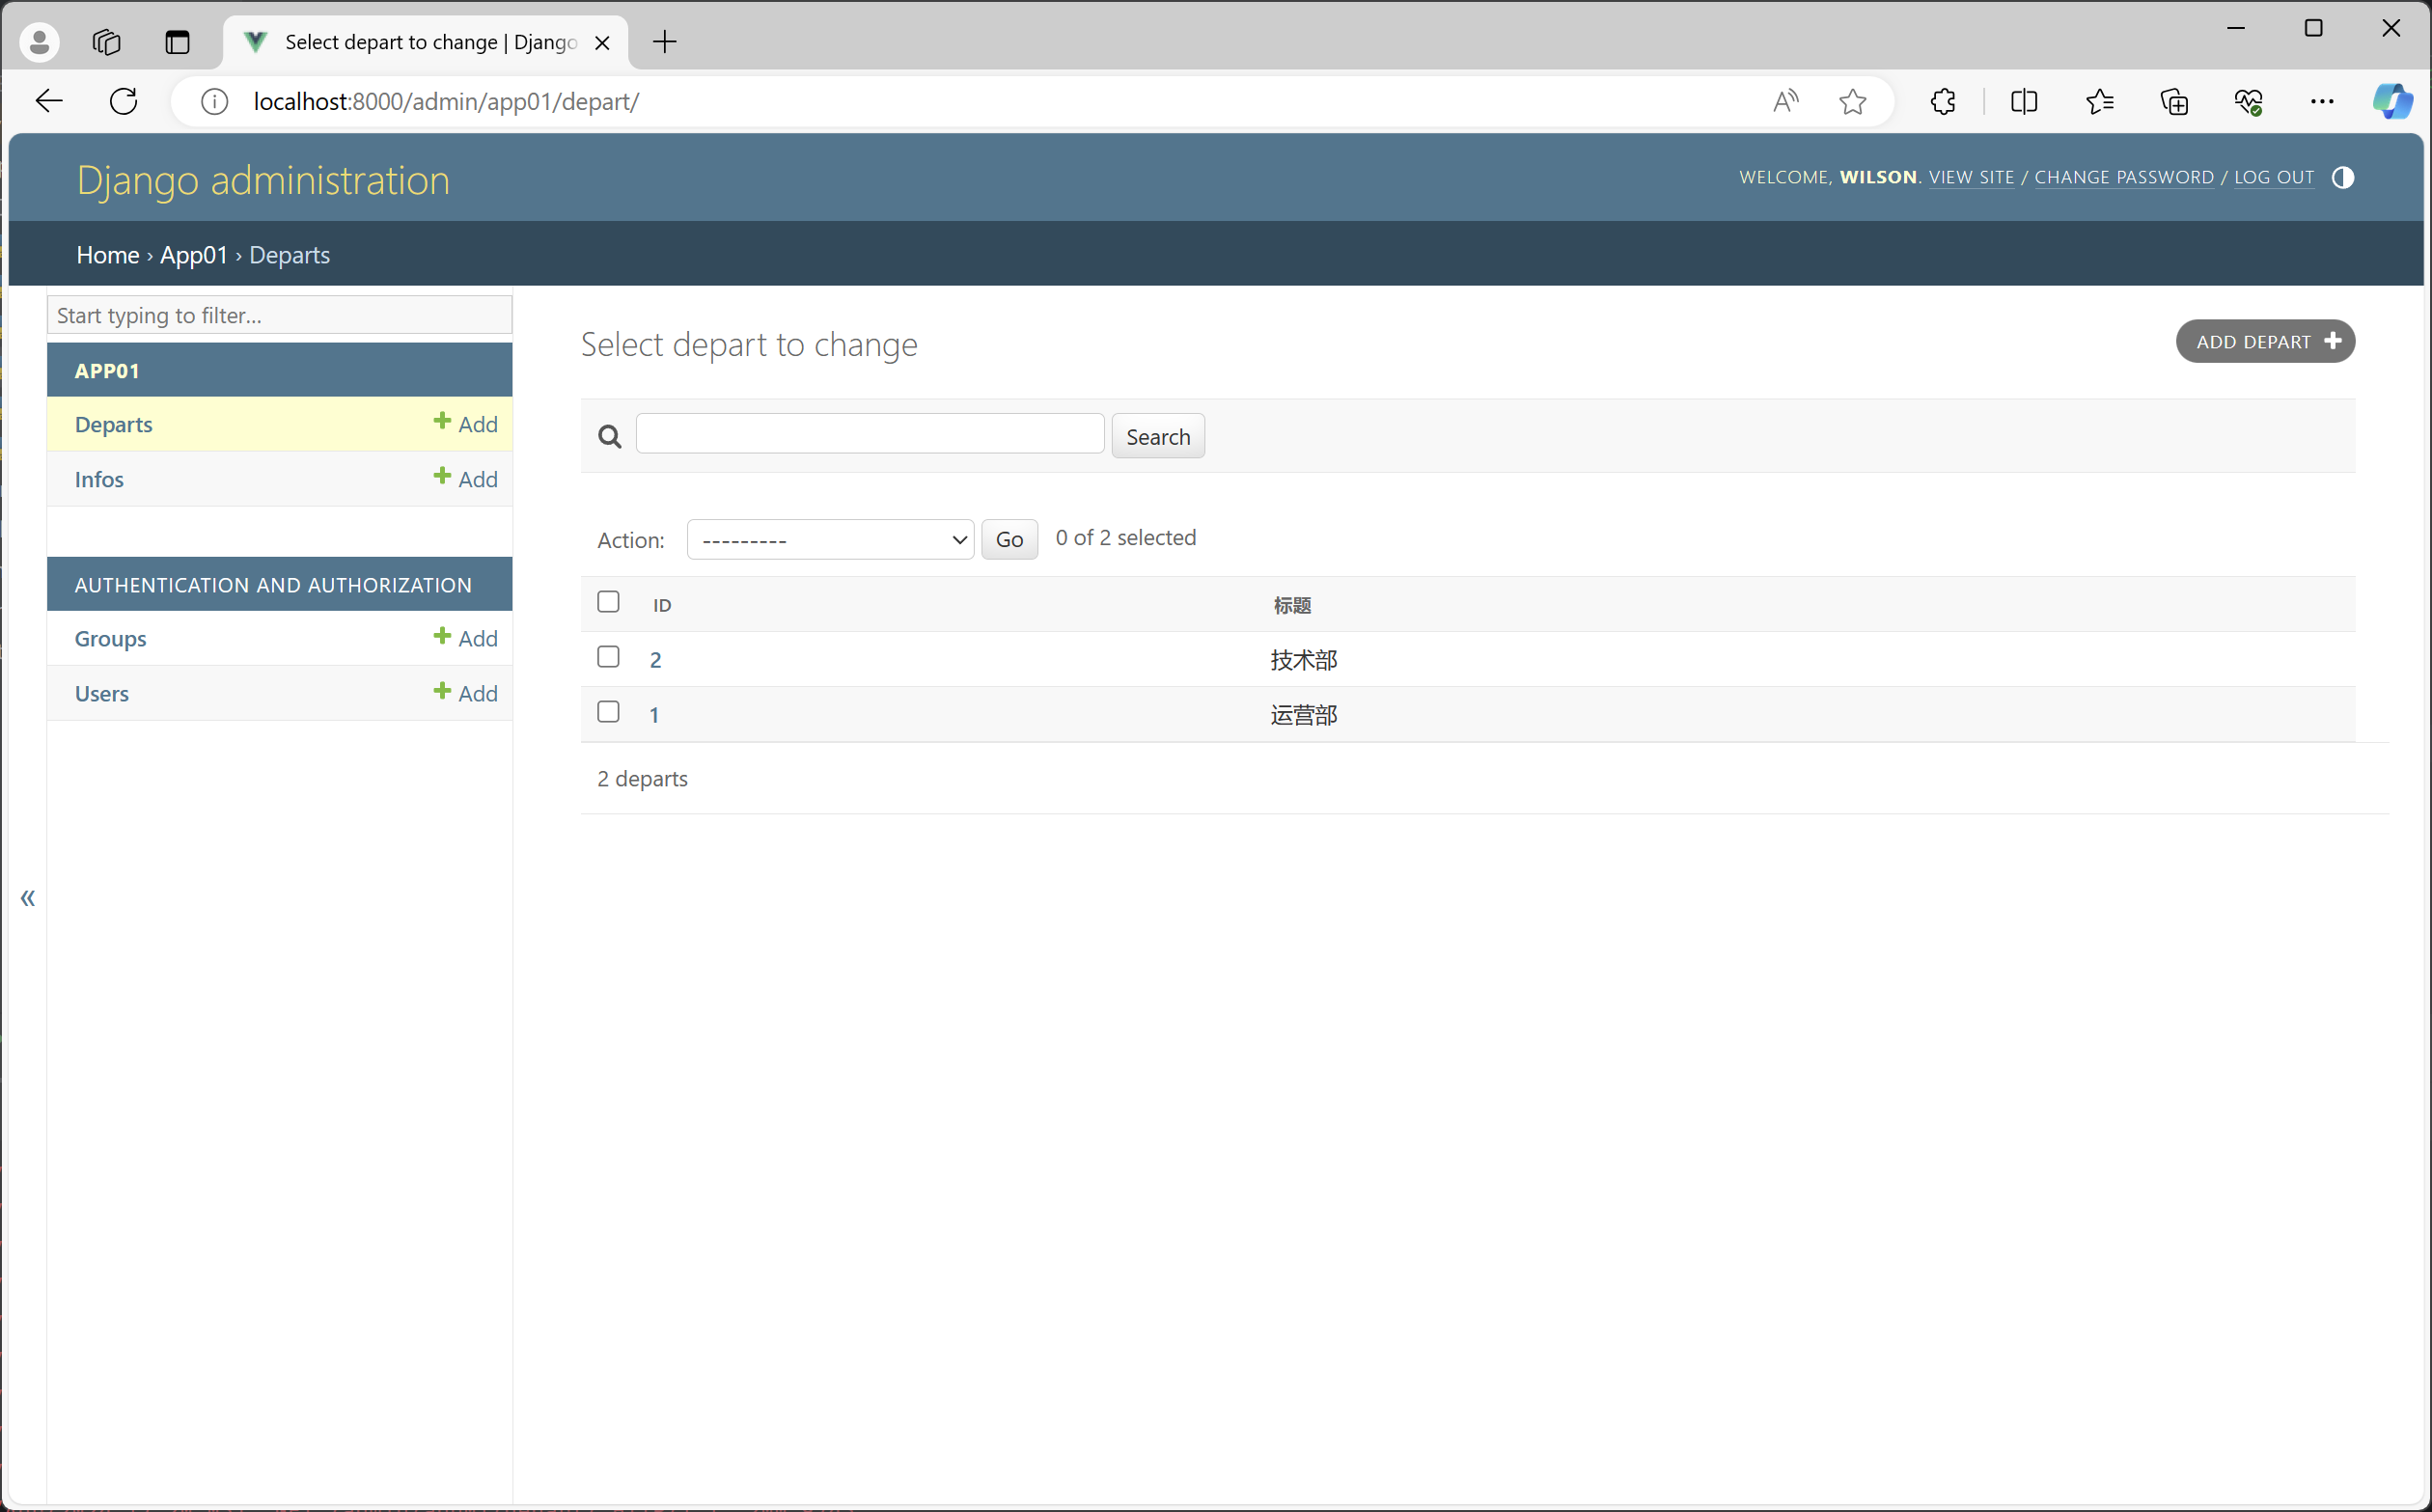 Select depart to change | Django
localhost:8000/admin/app01/depart/
Django administration
WELCOME, WILSON. VIEW SITE / CHANGE PASSWORD / LOG OUT
Home › App01 › Departs
Start typing to filter...
APP01
Departs + Add
Infos + Add
AUTHENTICATION AND AUTHORIZATION
Groups + Add
Users + Add
«
Select depart to change
ADD DEPART +
Search
Action: --------- Go 0 of 2 selected
ID 标题
2 技术部
1 运营部
2 departs